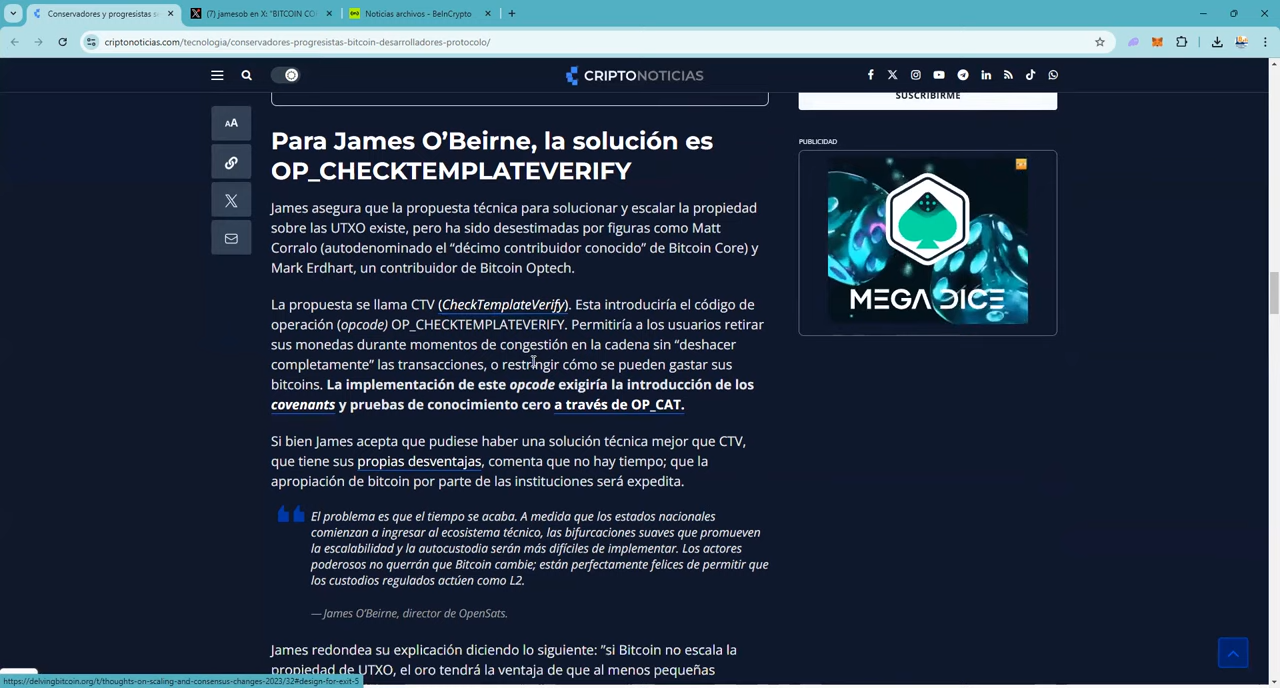 Conservadores y progresistas se
(7) jamesob en X: "BITCOIN CO
Noticias archivos - BeInCrypto
criptonoticias.com/tecnologia/conservadores-progresistas-bitcoin-desarrolladores-protocolo/
CRIPTONOTICIAS
SUSCRIBIRME
AA
PUBLICIDAD
MEGA DICE
Para James O'Beirne, la solución es
OP_CHECKTEMPLATEVERIFY
James asegura que la propuesta técnica para solucionar y escalar la propiedad
sobre las UTXO existe, pero ha sido desestimadas por figuras como Matt
Corralo (autodenominado el "décimo contribuidor conocido" de Bitcoin Core) y
Mark Erdhart, un contribuidor de Bitcoin Optech.
La propuesta se llama CTV (CheckTemplateVerify). Esta introduciría el código de
operación (opcode) OP_CHECKTEMPLATEVERIFY. Permitiría a los usuarios retirar
sus monedas durante momentos de congestión en la cadena sin "deshacer
completamente" las transacciones, o restringir cómo se pueden gastar sus
bitcoins. La implementación de este opcode exigiría la introducción de los
covenants y pruebas de conocimiento cero a través de OP_CAT.
Si bien James acepta que pudiese haber una solución técnica mejor que CTV,
que tiene sus propias desventajas, comenta que no hay tiempo; que la
apropiación de bitcoin por parte de las instituciones será expedita.
El problema es que el tiempo se acaba. A medida que los estados nacionales
comienzan a ingresar al ecosistema técnico, las bifurcaciones suaves que promueven
la escalabilidad y la autocustodia serán más difíciles de implementar. Los actores
poderosos no querrán que Bitcoin cambie; están perfectamente felices de permitir que
los custodios regulados actúen como L2.
— James O'Beirne, director de OpenSats.
James redondea su explicación diciendo lo siguiente: "si Bitcoin no escala la
propiedad de UTXO, el oro tendrá la ventaja de que al menos pequeñas
https://delvingbitcoin.org/t/thoughts-on-scaling-and-consensus-changes-2023/32#design-for-exit-5